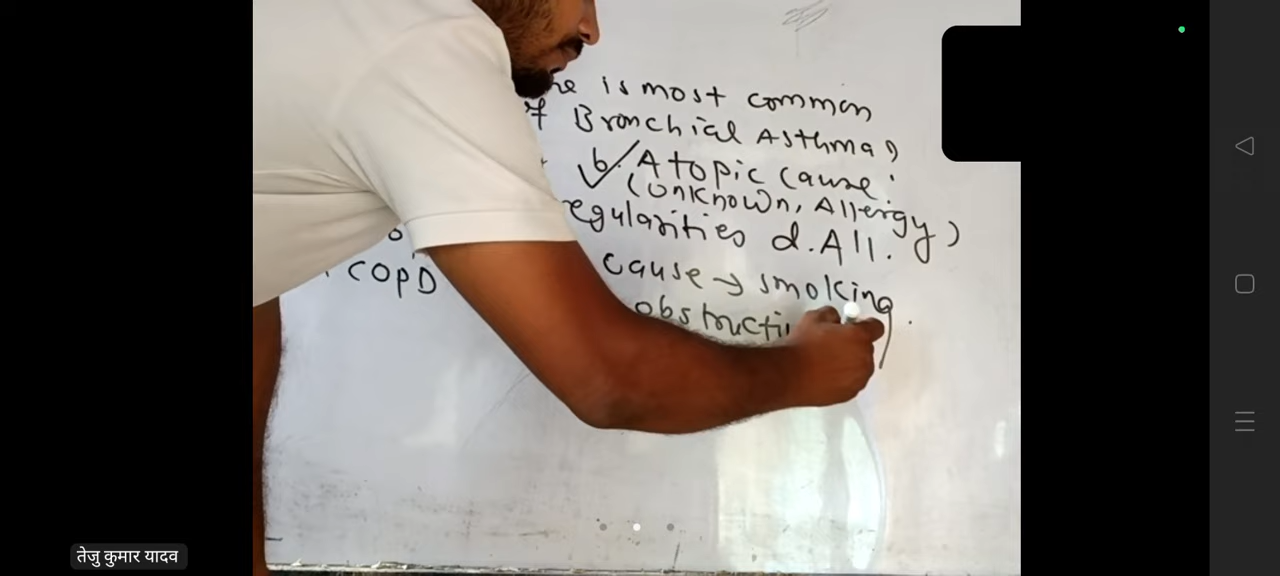 is most common
Bronchial Asthma?
b. Atopic cause.
(unknown, Allergy)
egularities d. All.
COPD cause → smoking.
obstructi
तेजु कुमार यादव